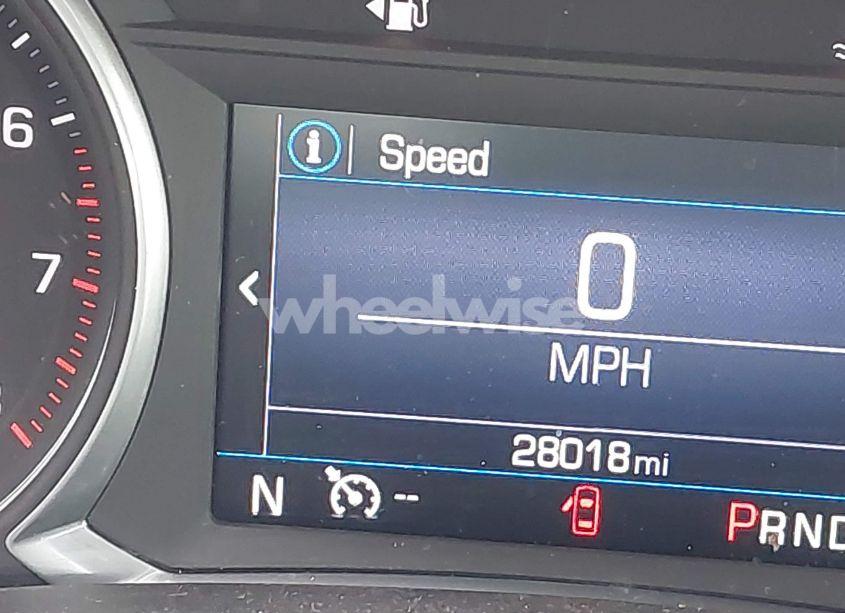 6
7
Speed
0
MPH
28018mi
N --
PRND
wheelwise